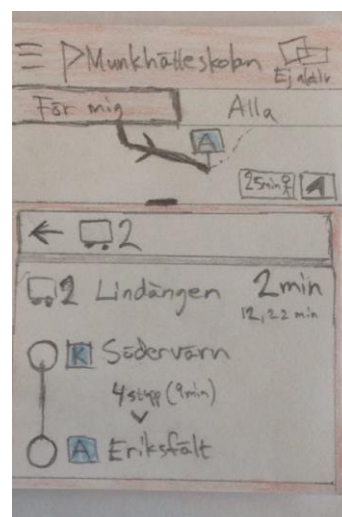 Munkhätteskolan
Ej aktiv
För mig
Alla
A
25min
2
2 Lindängen 2min
12,22 min
K Södervärn
4 stopp (9min)
A Eriksfält